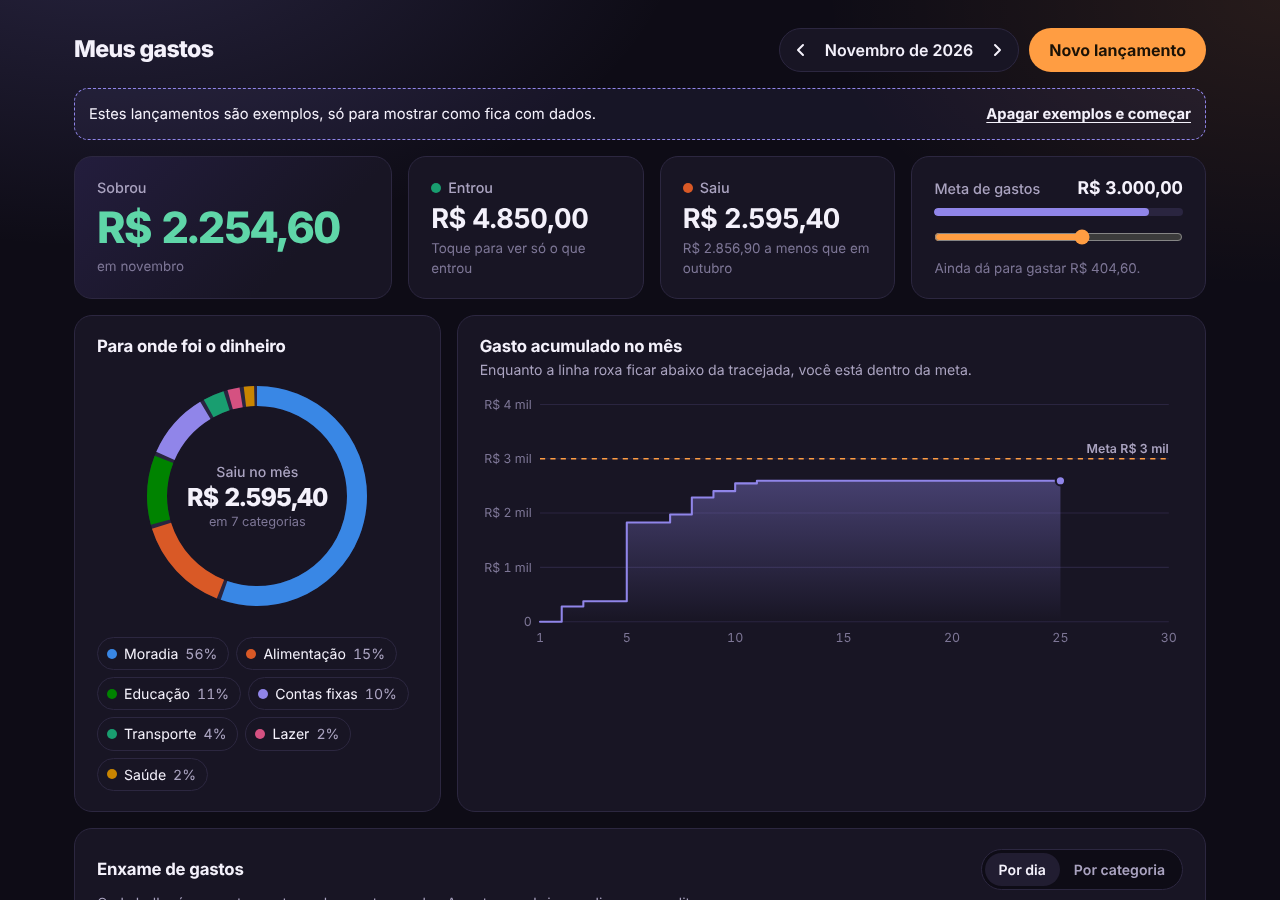 Meus gastos
Novembro de 2026
Novo lançamento
Estes lançamentos são exemplos, só para mostrar como fica com dados.
Apagar exemplos e começar
Sobrou
R$ 2.254,60
em novembro
Entrou
R$ 4.850,00
Toque para ver só o que
entrou
Saiu
R$ 2.595,40
R$ 2.856,90 a menos que em
outubro
Meta de gastos
R$ 3.000,00
Ainda dá para gastar R$ 404,60.
Para onde foi o dinheiro
Saiu no mês
R$ 2.595,40
em 7 categorias
Moradia 56%
Alimentação 15%
Educação 11%
Contas fixas 10%
Transporte 4%
Lazer 2%
Saúde 2%
Gasto acumulado no mês
Enquanto a linha roxa ficar abaixo da tracejada, você está dentro da meta.
R$ 4 mil
Meta R$ 3 mil
R$ 3 mil
R$ 2 mil
R$ 1 mil
0
1 5 10 15 20 25 30
Enxame de gastos
Por dia
Por categoria